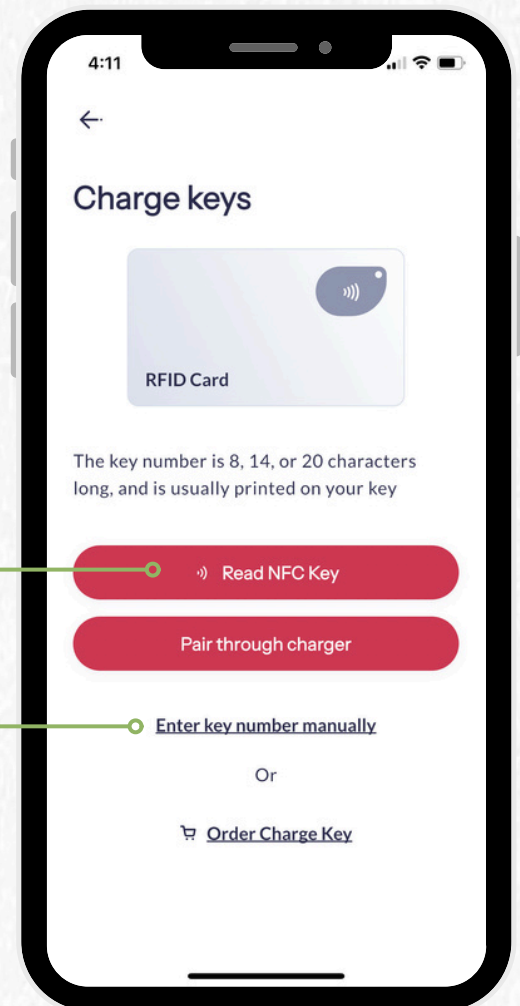 4:11
Charge keys
RFID Card
The key number is 8, 14, or 20 characters
long, and is usually printed on your key
Read NFC Key
Pair through charger
Enter key number manually
Or
Order Charge Key